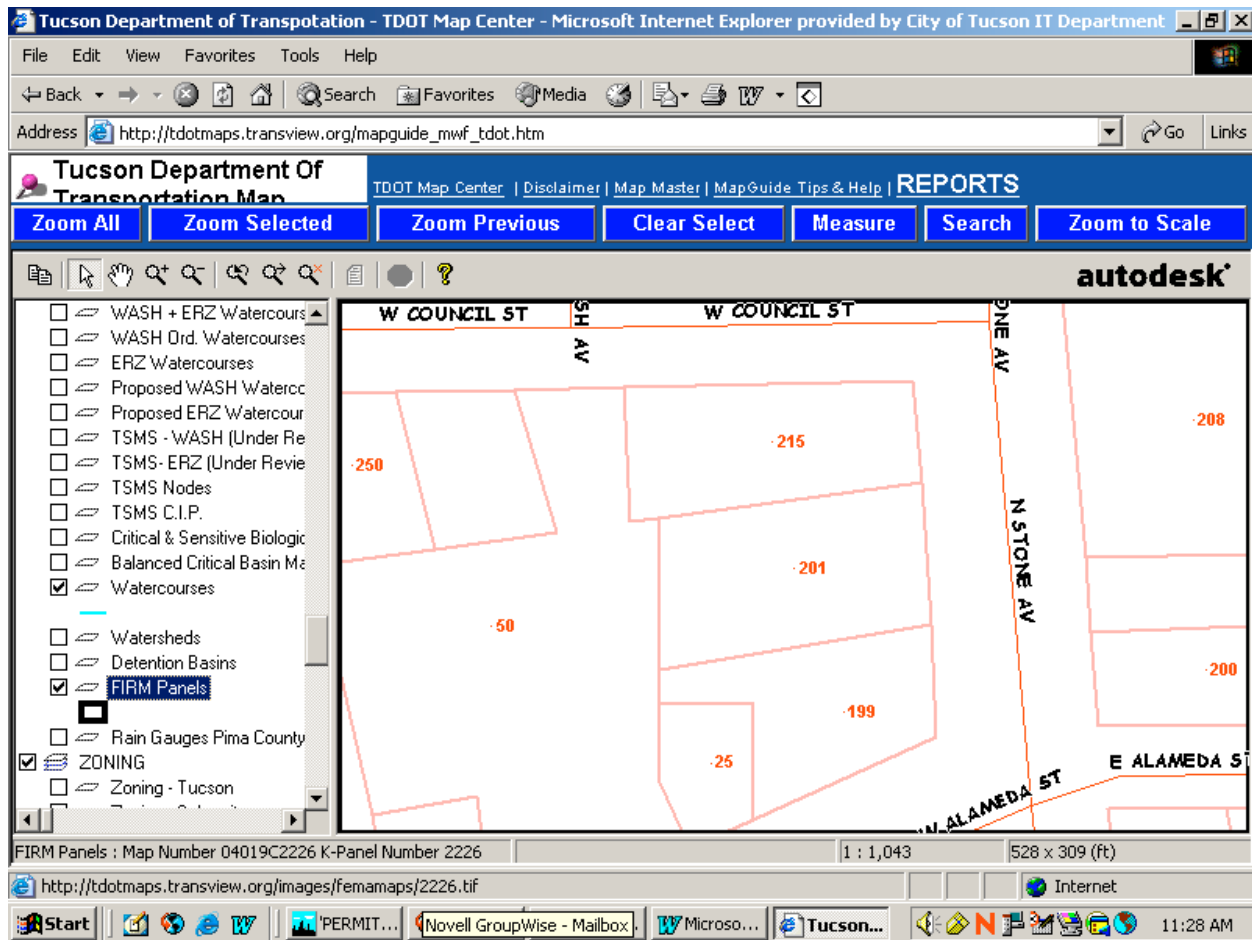 Tucson Department of Transpotation - TDOT Map Center - Microsoft Internet Explorer provided by City of Tucson IT Department
File Edit View Favorites Tools Help
Back Search Favorites Media
Address http://tdotmaps.transview.org/mapguide_mwf_tdot.htm Go Links
Tucson Department Of
Transportation Map
TDOT Map Center | Disclaimer | Map Master | MapGuide Tips & Help | REPORTS
Zoom All Zoom Selected Zoom Previous Clear Select Measure Search Zoom to Scale
autodesk
WASH + ERZ Watercours
WASH Ord. Watercourses
ERZ Watercourses
Proposed WASH Waterco
Proposed ERZ Watercour
TSMS - WASH (Under Re
TSMS- ERZ (Under Revie
TSMS Nodes
TSMS C.I.P.
Critical & Sensitive Biologic
Balanced Critical Basin Ma
Watercourses
Watersheds
Detention Basins
FIRM Panels
Rain Gauges Pima County
ZONING
Zoning - Tucson
W COUNCIL ST
SH AV
W COUNCIL ST
ONE AV
208
215
250
201
N STONE AV
50
200
199
25
E ALAMEDA ST
W ALAMEDA ST
FIRM Panels : Map Number 04019C2226 K-Panel Number 2226 1 : 1,043 528 x 309 (ft)
http://tdotmaps.transview.org/images/femamaps/2226.tif Internet
Start 'PERMIT... Novell GroupWise - Mailbox Microso... Tucson... 11:28 AM